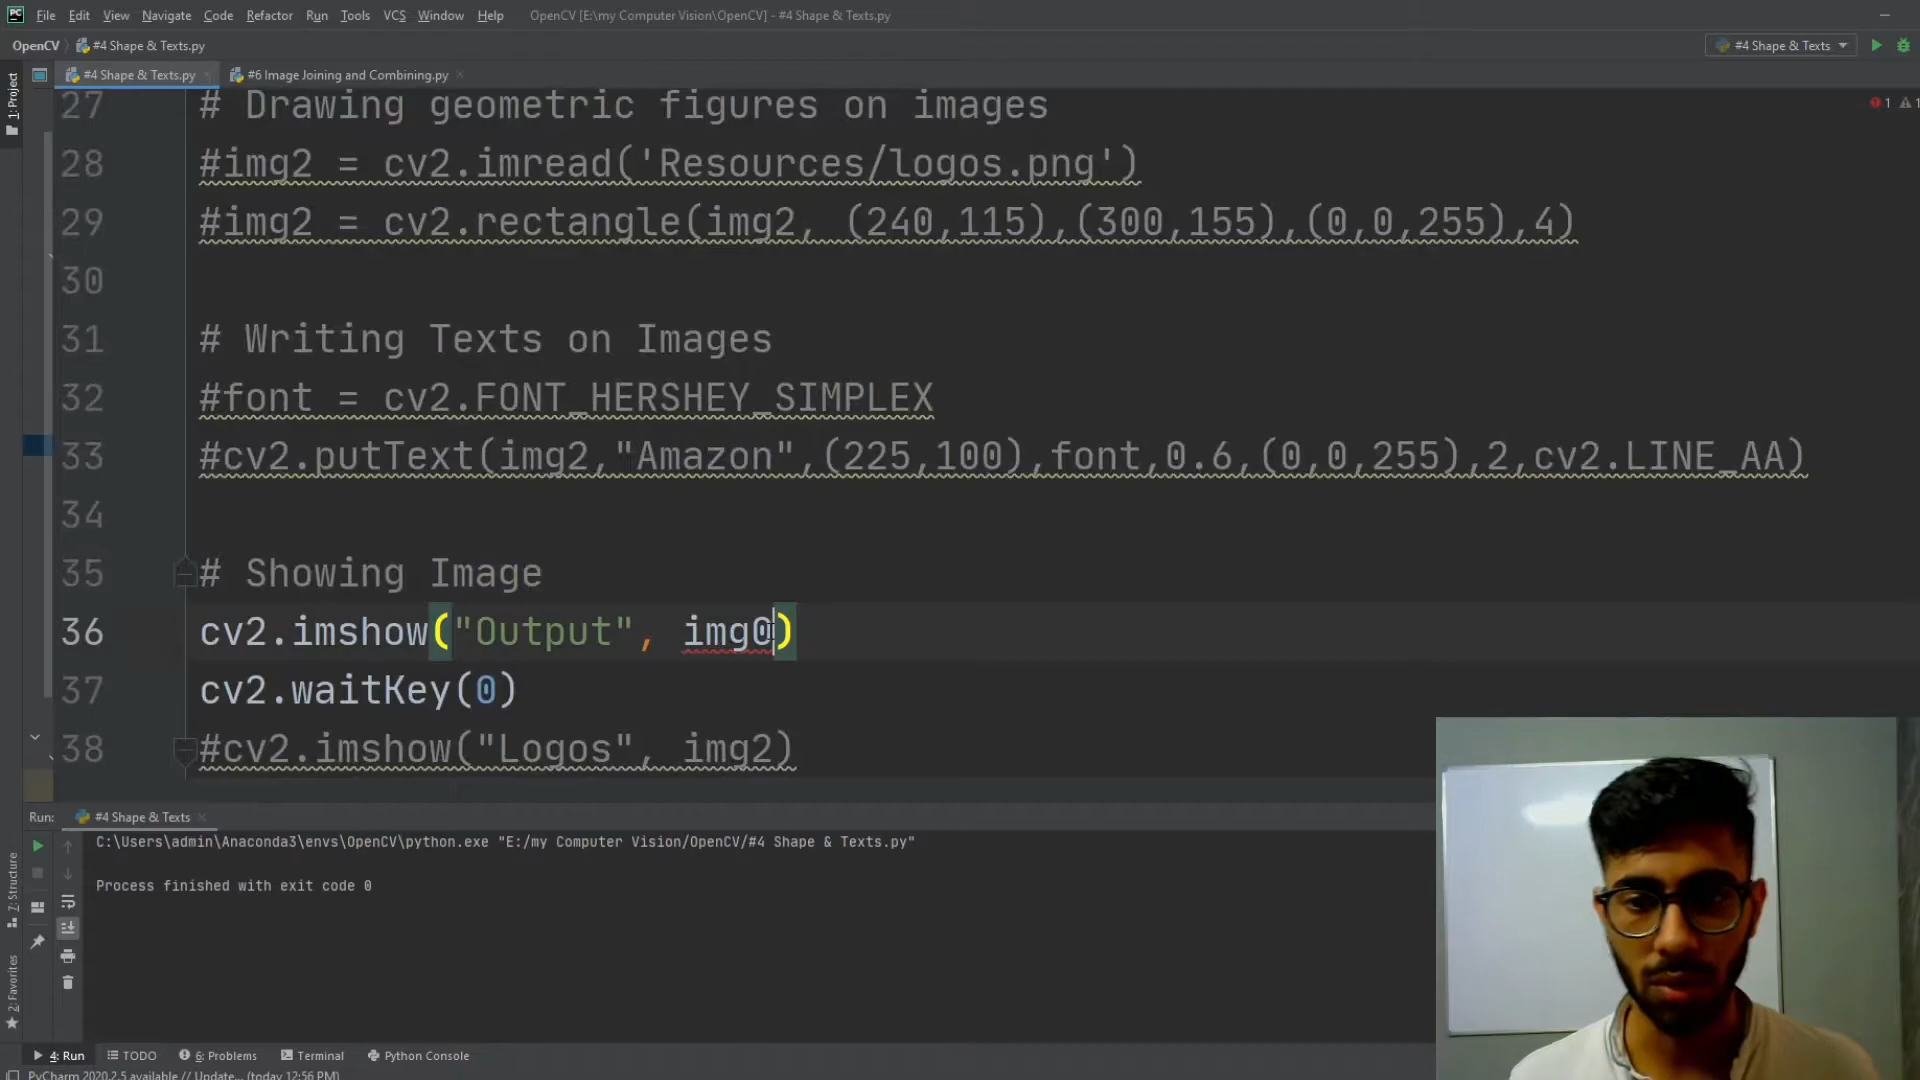 File Edit View Navigate Code Refactor Run Tools VCS Window Help OpenCV [E:\my Computer Vision\OpenCV] - #4 Shape & Texts.py
OpenCV #4 Shape & Texts.py #4 Shape & Texts
1: Project
#4 Shape & Texts.py #6 Image Joining and Combining.py
1 1
27 # Drawing geometric figures on images
28 #img2 = cv2.imread('Resources/logos.png')
29 #img2 = cv2.rectangle(img2, (240,115),(300,155),(0,0,255),4)
30
31 # Writing Texts on Images
32 #font = cv2.FONT_HERSHEY_SIMPLEX
33 #cv2.putText(img2,"Amazon",(225,100),font,0.6,(0,0,255),2,cv2.LINE_AA)
34
35 # Showing Image
36 cv2.imshow("Output", img0)
37 cv2.waitKey(0)
38 #cv2.imshow("Logos", img2)
Run: #4 Shape & Texts
C:\Users\admin\Anaconda3\envs\OpenCV\python.exe "E:/my Computer Vision/OpenCV/#4 Shape & Texts.py"
Process finished with exit code 0
7: Structure
2: Favorites
4: Run TODO 6: Problems Terminal Python Console
PyCharm 2020.2.5 available // Update... (today 12:56 PM)